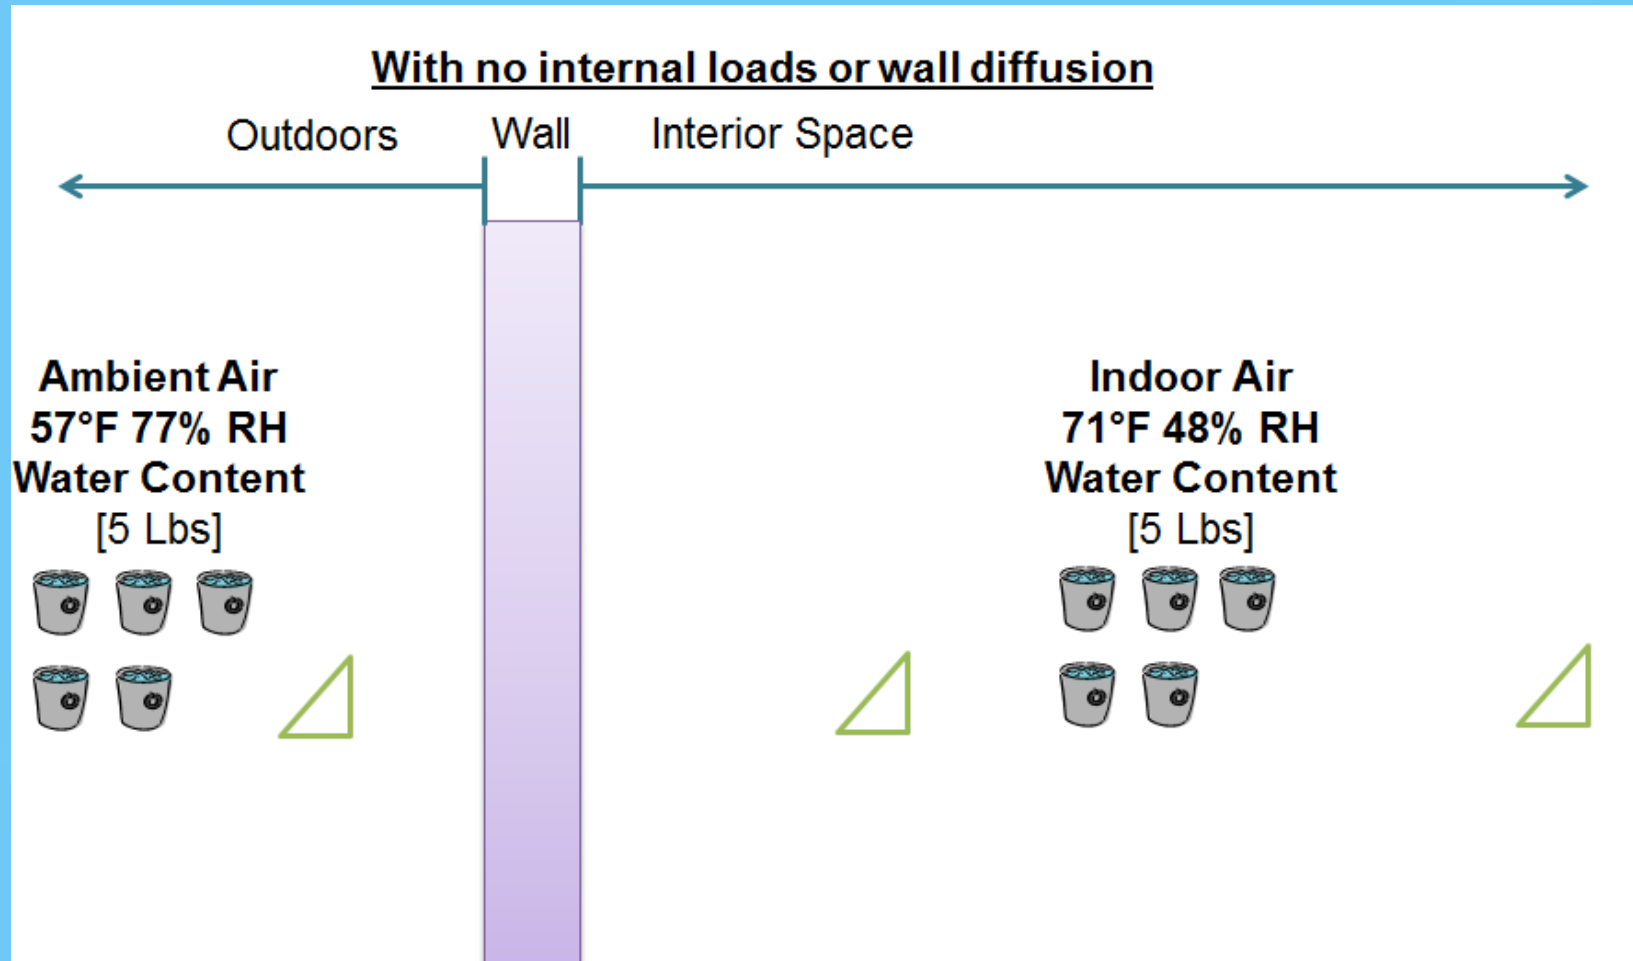 With no internal loads or wall diffusion
Outdoors Wall Interior Space
Ambient Air
57°F 77% RH
Water Content
[5 Lbs]
Indoor Air
71°F 48% RH
Water Content
[5 Lbs]